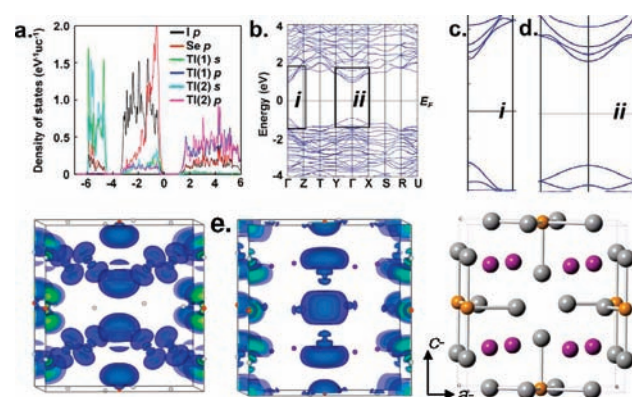 a.
Density of states (eV⁻¹uc⁻¹)
2.0
1.5
1.0
0.5
0
-6 -4 -2 0 2 4 6
I p
Se p
Tl(1) s
Tl(1) p
Tl(2) s
Tl(2) p
b.
Energy (eV)
4
2
0
-2
-4
i
ii
E_F
Γ Z T Y Γ X S R U
c.
i
d.
ii
e.
c-
a-